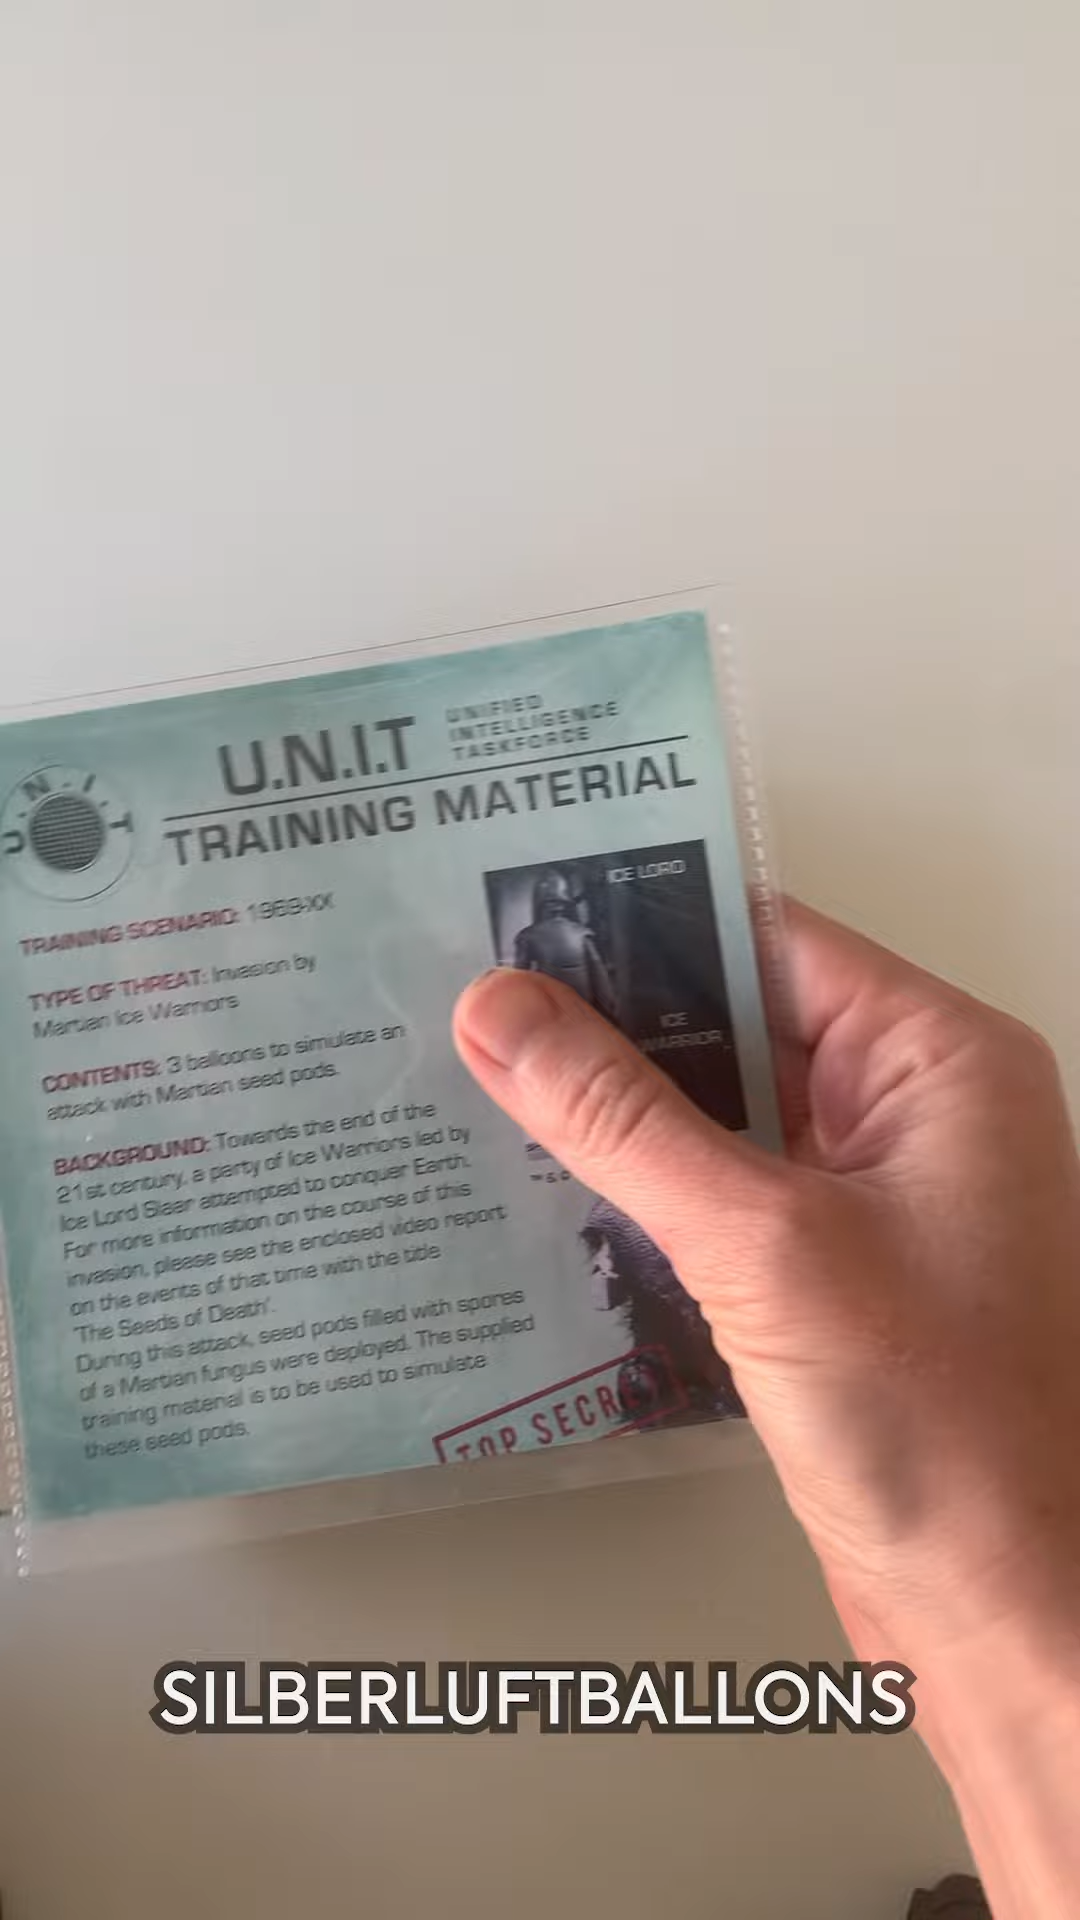 U.N.I.T
UNIFIED
INTELLIGENCE
TASKFORCE
U.N.I.T
TRAINING MATERIAL
ICE LORD
ICE
WARRIOR
TRAINING SCENARIO: 1969-XX
TYPE OF THREAT: Invasion by
Martian Ice Warriors
CONTENTS: 3 balloons to simulate an
attack with Martian seed pods.
BACKGROUND: Towards the end of the
21st century, a party of Ice Warriors led by
Ice Lord Slaar attempted to conquer Earth.
For more information on the course of this
invasion, please see the enclosed video report
on the events of that time with the title
'The Seeds of Death'.
During this attack, seed pods filled with spores
of a Martian fungus were deployed. The supplied
training material is to be used to simulate
these seed pods.
TOP SECRE
SILBERLUFTBALLONS